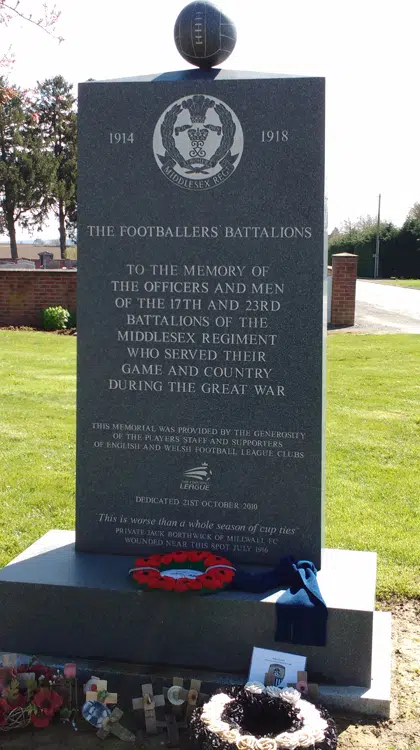 1914 1918
MIDDLESEX REGT
THE FOOTBALLERS BATTALIONS
TO THE MEMORY OF
THE OFFICERS AND MEN
OF THE 17TH AND 23RD
BATTALIONS OF THE
MIDDLESEX REGIMENT
WHO SERVED THEIR
GAME AND COUNTRY
DURING THE GREAT WAR
THIS MEMORIAL WAS PROVIDED BY THE GENEROSITY
OF THE PLAYERS STAFF AND SUPPORTERS
OF ENGLISH AND WELSH FOOTBALL LEAGUE CLUBS
LEAGUE
DEDICATED 21ST OCTOBER 2010
"This is worse than a whole season of cup ties"
PRIVATE JACK BORTHWICK OF MILLWALL FC
WOUNDED NEAR THIS SPOT JULY 1916